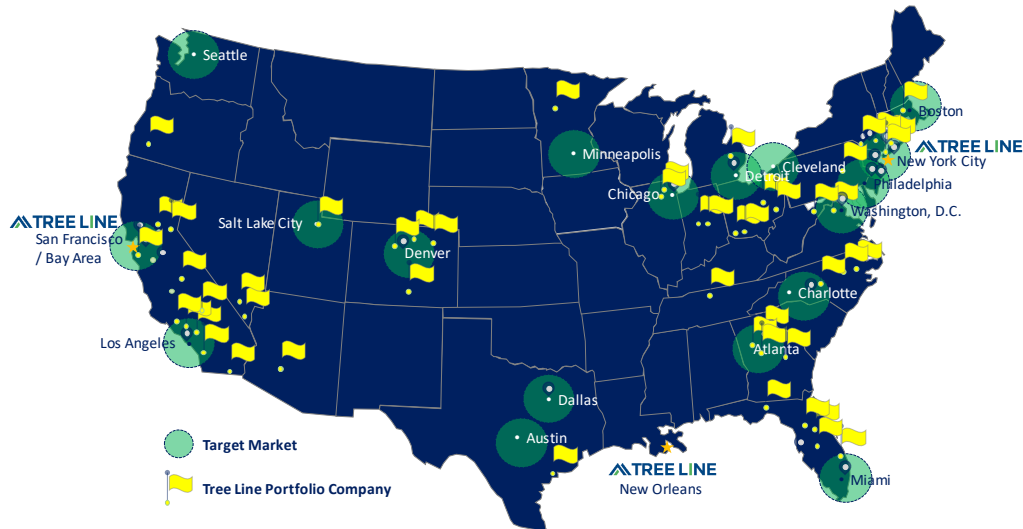 Seattle
Boston
Minneapolis
TREE LINE
New York City
Cleveland
Detroit
Chicago
Philadelphia
Washington, D.C.
Salt Lake City
TREE LINE
San Francisco
/ Bay Area
Denver
Charlotte
Los Angeles
Atlanta
Dallas
Austin
Target Market
TREE LINE
New Orleans
Miami
Tree Line Portfolio Company